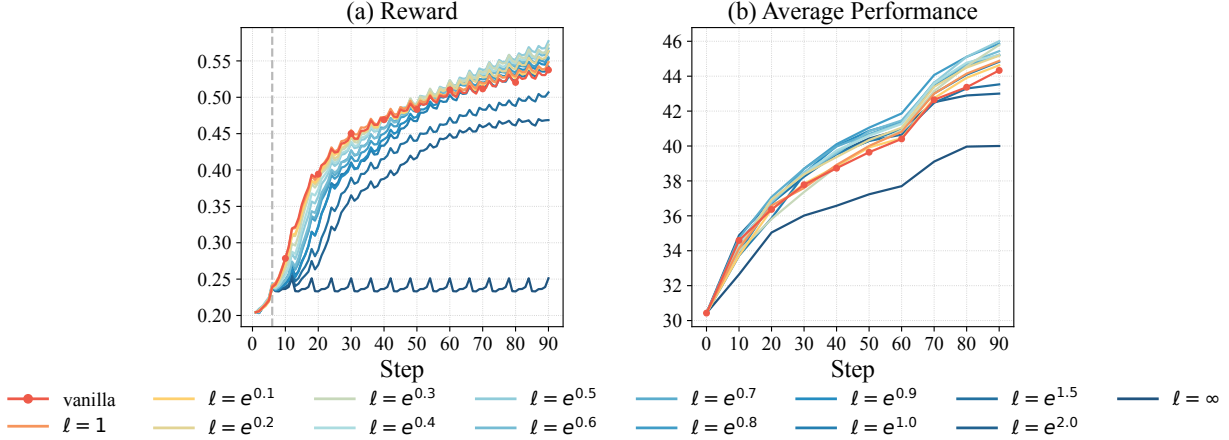 (a) Reward
0.55
0.50
0.45
0.40
0.35
0.30
0.25
0.20
0 10 20 30 40 50 60 70 80 90
Step
(b) Average Performance
46
44
42
40
38
36
34
32
30
0 10 20 30 40 50 60 70 80 90
Step
vanilla ℓ = e^0.1 ℓ = e^0.3 ℓ = e^0.5 ℓ = e^0.7 ℓ = e^0.9 ℓ = e^1.5 ℓ = ∞
ℓ = 1 ℓ = e^0.2 ℓ = e^0.4 ℓ = e^0.6 ℓ = e^0.8 ℓ = e^1.0 ℓ = e^2.0